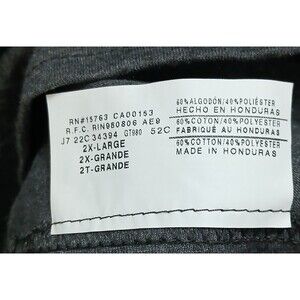 RN#15763 CA00153
R.F.C. RIN980806 AE9
J7 22C 34394 GT980 52C
2X-LARGE
2X-GRANDE
2T-GRANDE
60%ALGODÓN/40%POLIÉSTER
HECHO EN HONDURAS
60%COTON/40%POLYESTER
FABRIQUÉ AU HONDURAS
60%COTTON/40%POLYESTER
MADE IN HONDURAS